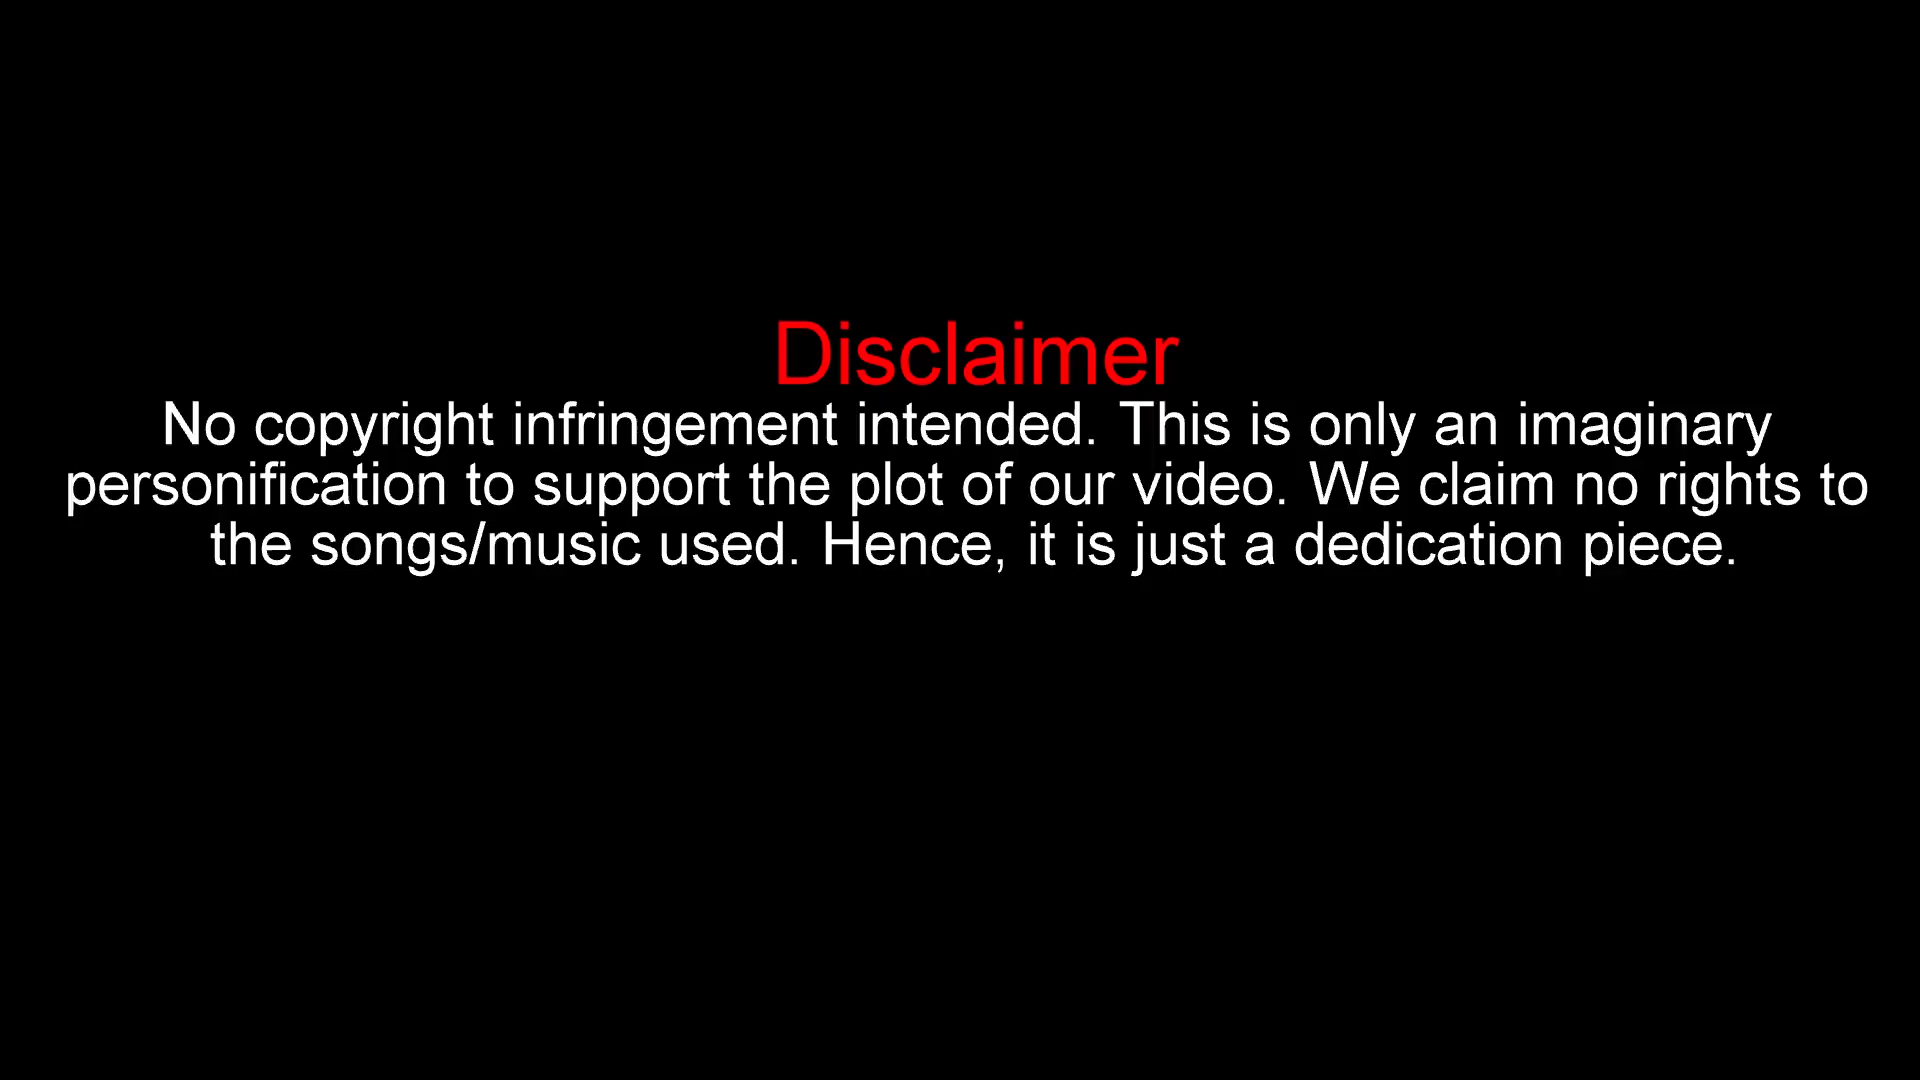 Disclaimer
No copyright infringement intended. This is only an imaginary
personification to support the plot of our video. We claim no rights to
the songs/music used. Hence, it is just a dedication piece.